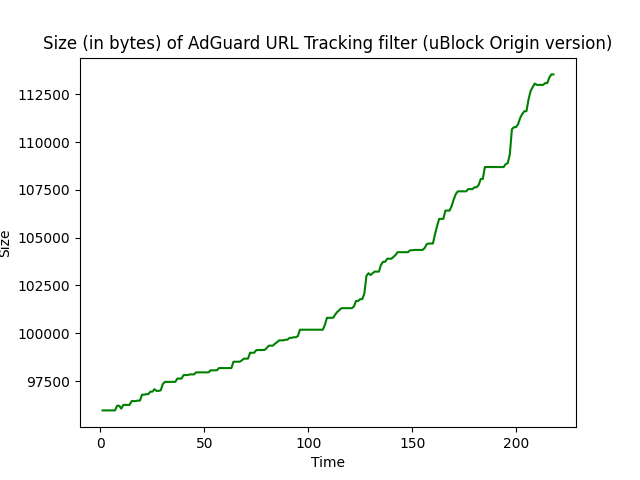 Size (in bytes) of AdGuard URL Tracking filter (uBlock Origin version)
112500
110000
107500
105000
Size
102500
100000
97500
0 50 100 150 200
Time